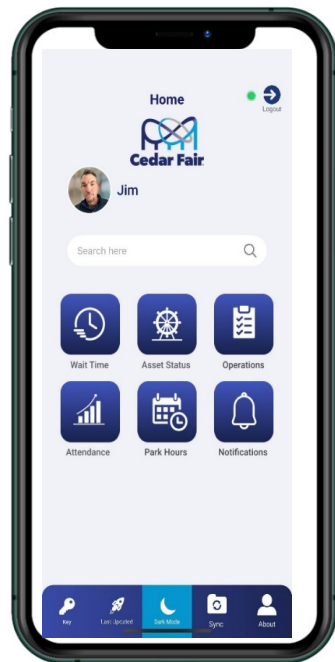 Home
Logout
Cedar Fair
Jim
Search here
Wait Time
Asset Status
Operations
Attendance
Park Hours
Notifications
Key
Last Updated
Dark Mode
Sync
About